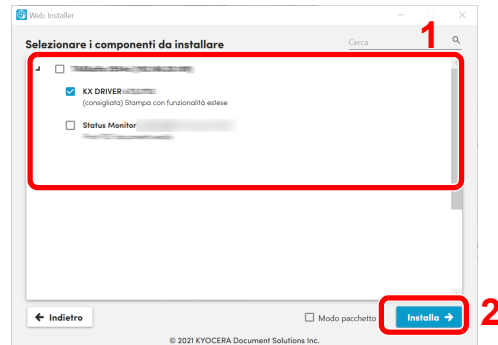 Web Installer
1
Selezionare i componenti da installare
Cerca
KX DRIVER
(consigliata) Stampa con funzionalità estese
Status Monitor
2
Indietro
Modo pacchetto
Installa
© 2021 KYOCERA Document Solutions Inc.